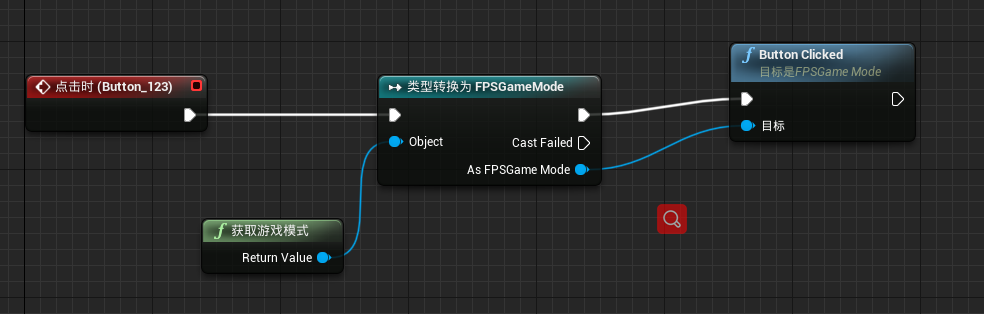 点击时 (Button_123)
类型转换为 FPSGameMode
Object
Cast Failed
As FPSGame Mode
获取游戏模式
Return Value
f Button Clicked
目标是FPSGame Mode
目标